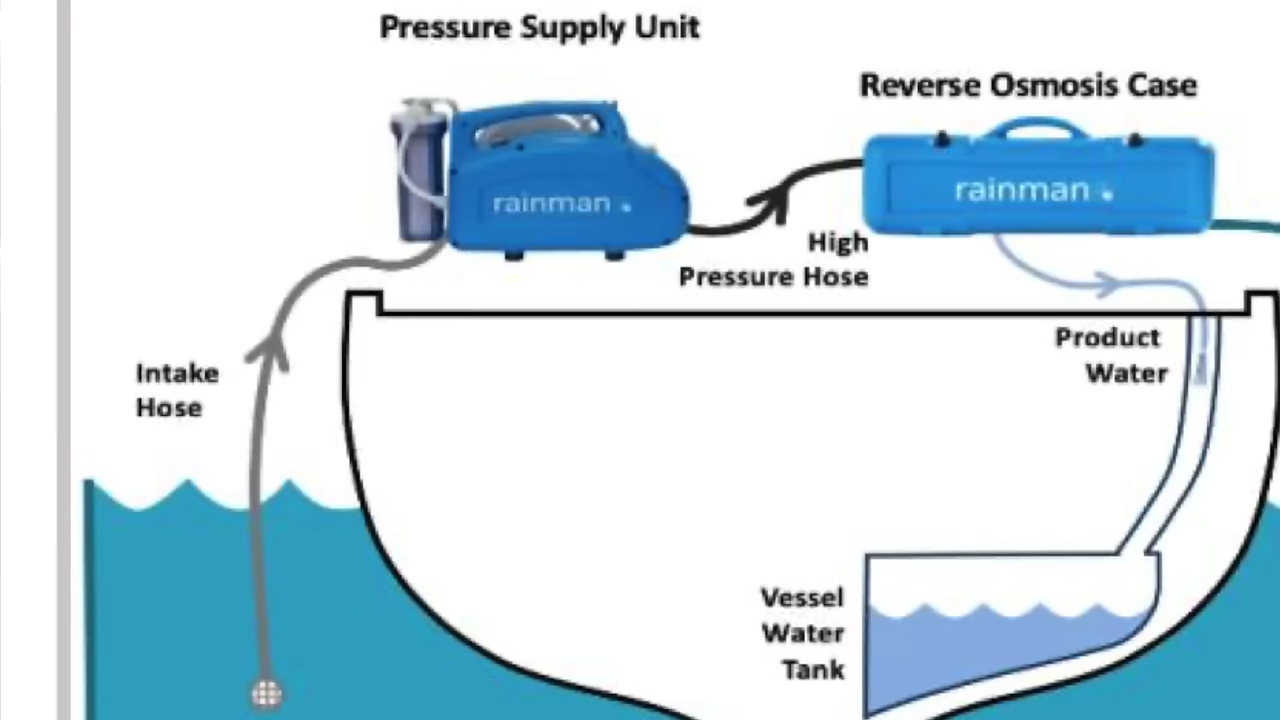 Pressure Supply Unit
Reverse Osmosis Case
rainman
rainman
High
Pressure Hose
Product
Water
Intake
Hose
Vessel
Water
Tank